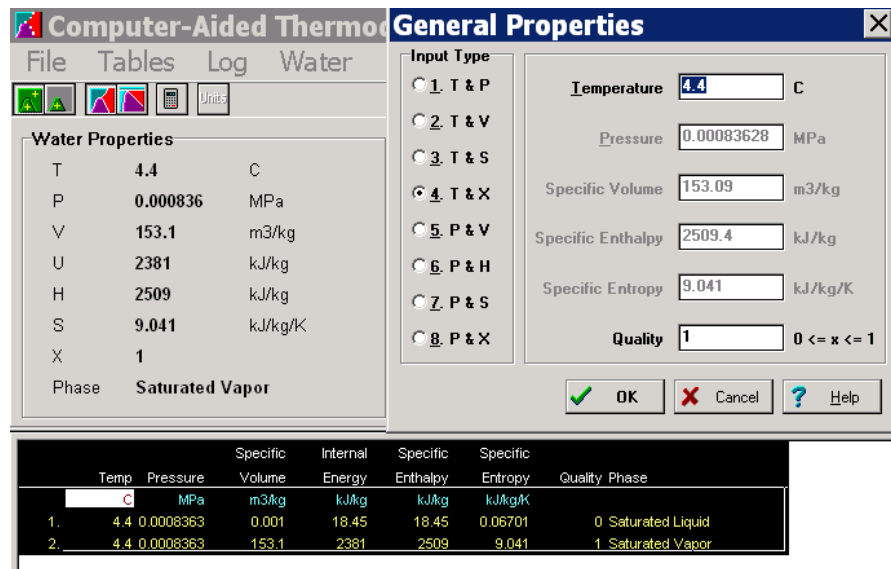 Computer-Aided Thermod
File Tables Log Water
Units
Water Properties
T 4.4 C
P 0.000836 MPa
V 153.1 m3/kg
U 2381 kJ/kg
H 2509 kJ/kg
S 9.041 kJ/kg/K
X 1
Phase Saturated Vapor
General Properties
Input Type
1. T & P
2. T & V
3. T & S
4. T & X
5. P & V
6. P & H
7. P & S
8. P & X
Temperature 4.4 C
Pressure 0.00083628 MPa
Specific Volume 153.09 m3/kg
Specific Enthalpy 2509.4 kJ/kg
Specific Entropy 9.041 kJ/kg/K
Quality 1 0 <= x <= 1
OK Cancel ? Help
Specific Internal Specific Specific
Temp Pressure Volume Energy Enthalpy Entropy Quality Phase
C MPa m3/kg kJ/kg kJ/kg kJ/kg/K
1. 4.4 0.0008363 0.001 18.45 18.45 0.06701 0 Saturated Liquid
2. 4.4 0.0008363 153.1 2381 2509 9.041 1 Saturated Vapor